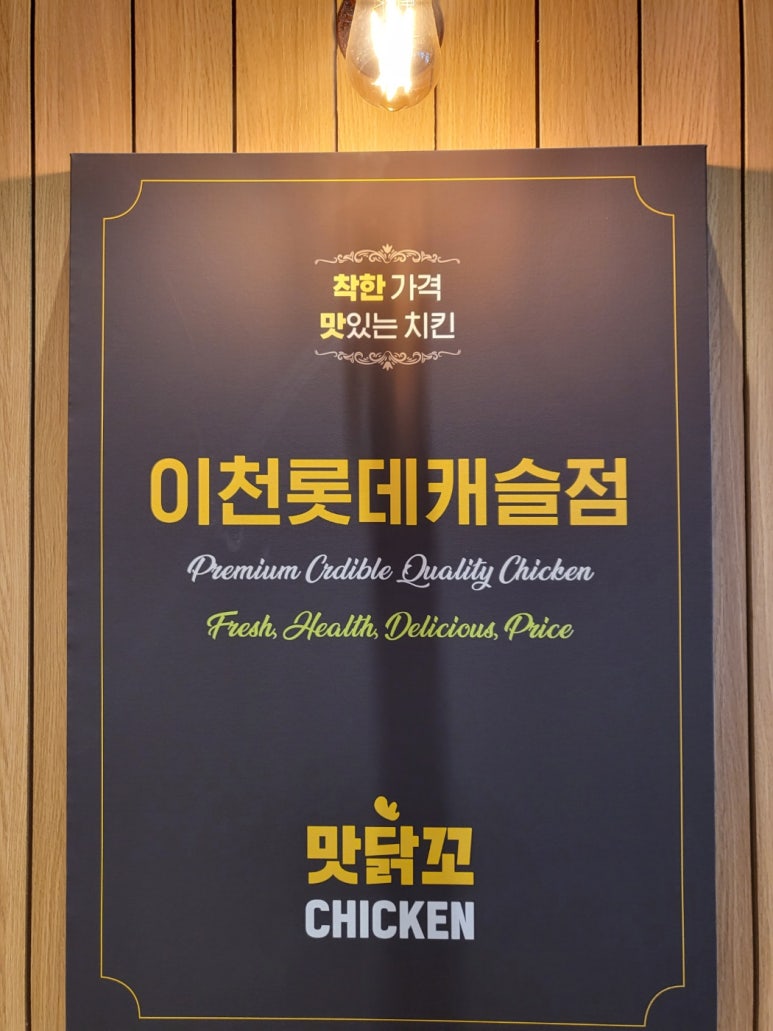 착한 가격
맛있는 치킨
이천롯데캐슬점
Premium Crdible Quality Chicken
Fresh, Health, Delicious, Price
맛닭꼬
CHICKEN